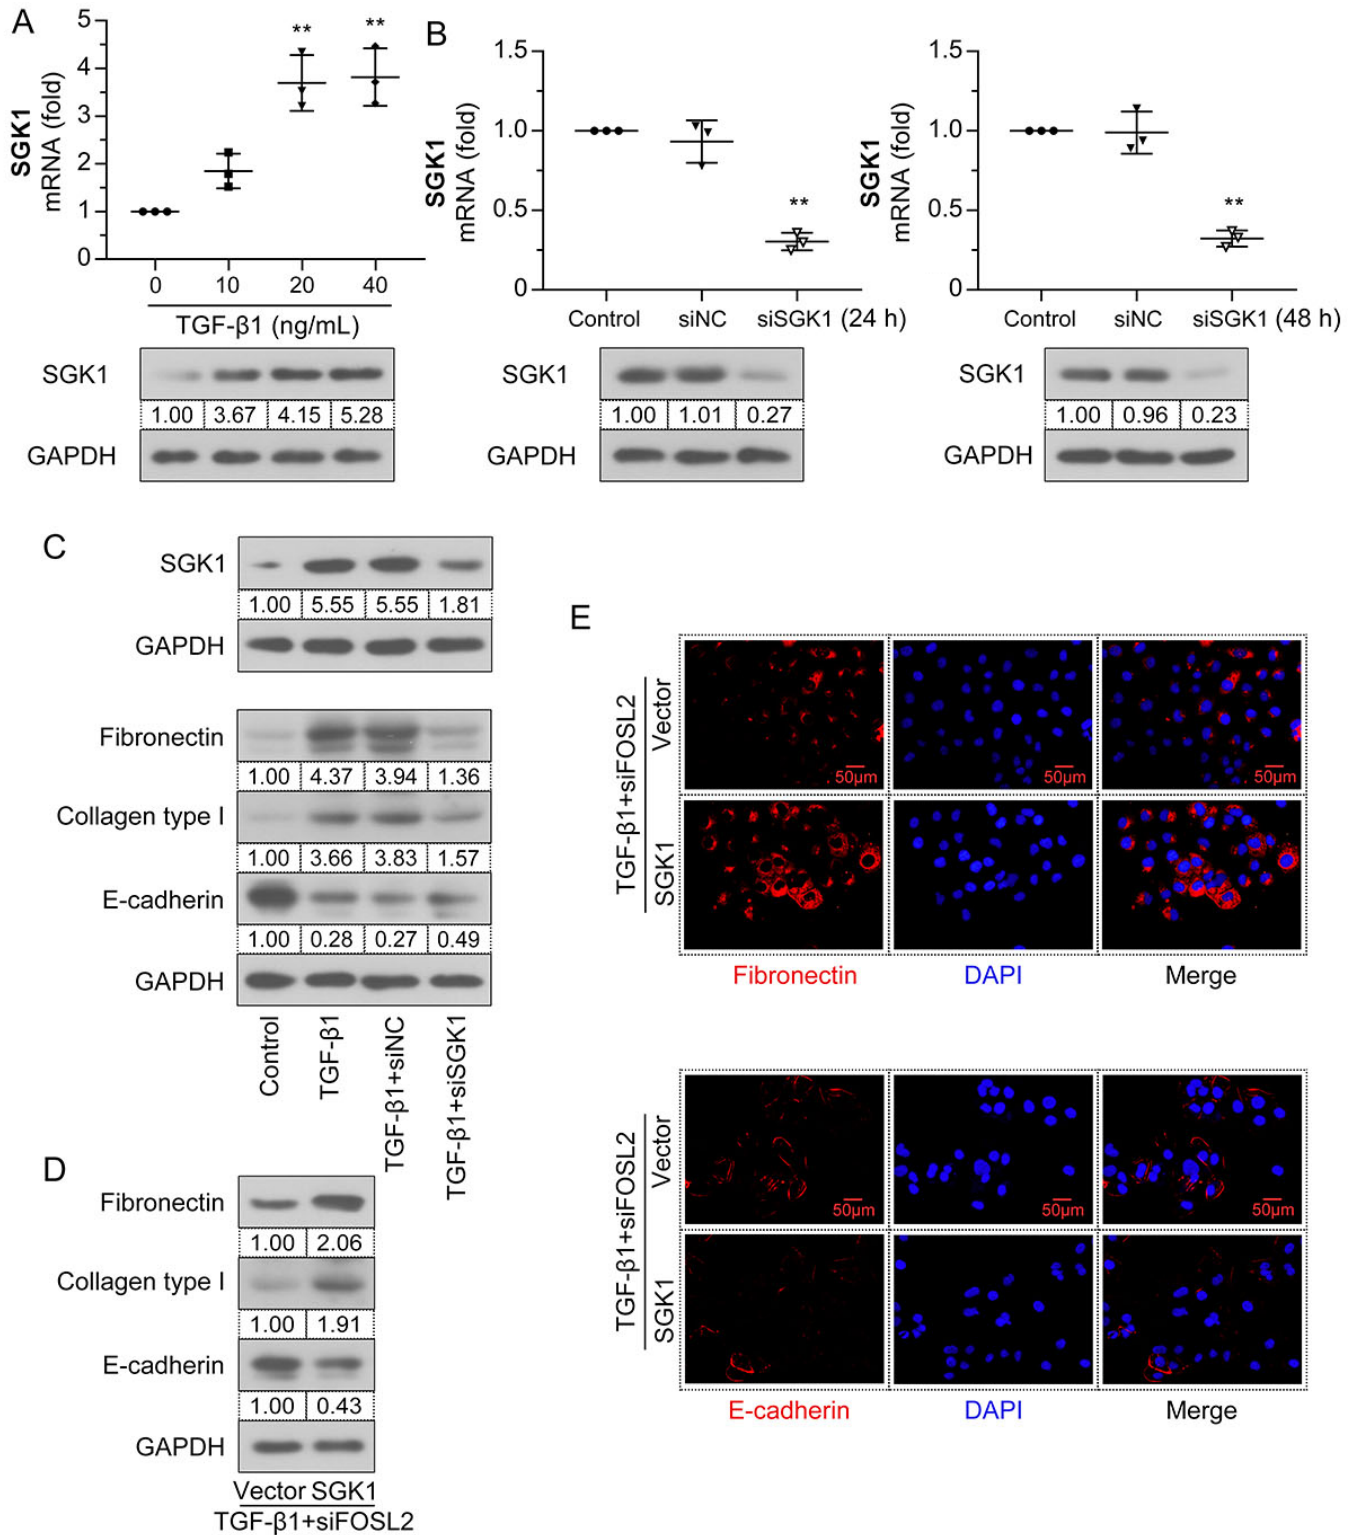 A
SGK1
mRNA (fold)
5
4
3
2
1
0
** **
0 10 20 40
TGF-β1 (ng/mL)
SGK1
1.00 3.67 4.15 5.28
GAPDH
B
SGK1
mRNA (fold)
1.5
1.0
0.5
0
**
Control siNC siSGK1 (24 h)
SGK1
1.00 1.01 0.27
GAPDH
SGK1
mRNA (fold)
1.5
1.0
0.5
0
**
Control siNC siSGK1 (48 h)
SGK1
1.00 0.96 0.23
GAPDH
C
SGK1
1.00 5.55 5.55 1.81
GAPDH
Fibronectin
1.00 4.37 3.94 1.36
Collagen type I
1.00 3.66 3.83 1.57
E-cadherin
1.00 0.28 0.27 0.49
GAPDH
Control
TGF-β1
TGF-β1+siNC
TGF-β1+siSGK1
D
Fibronectin
1.00 2.06
Collagen type I
1.00 1.91
E-cadherin
1.00 0.43
GAPDH
Vector SGK1
TGF-β1+siFOSL2
E
TGF-β1+siFOSL2
Vector
50μm 50μm 50μm
SGK1
Fibronectin DAPI Merge
TGF-β1+siFOSL2
Vector
50μm 50μm 50μm
SGK1
E-cadherin DAPI Merge